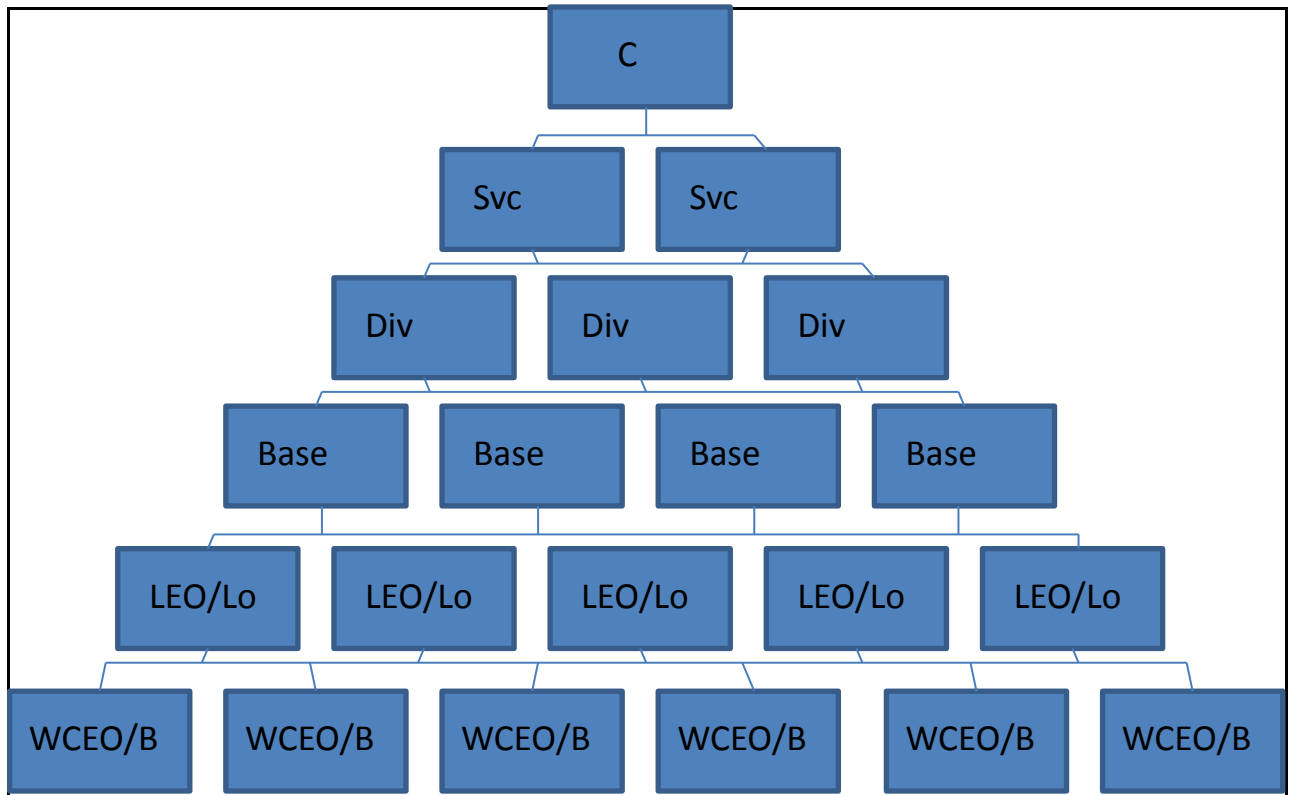 C
Svc Svc
Div Div Div
Base Base Base Base
LEO/Lo LEO/Lo LEO/Lo LEO/Lo LEO/Lo
WCEO/B WCEO/B WCEO/B WCEO/B WCEO/B WCEO/B